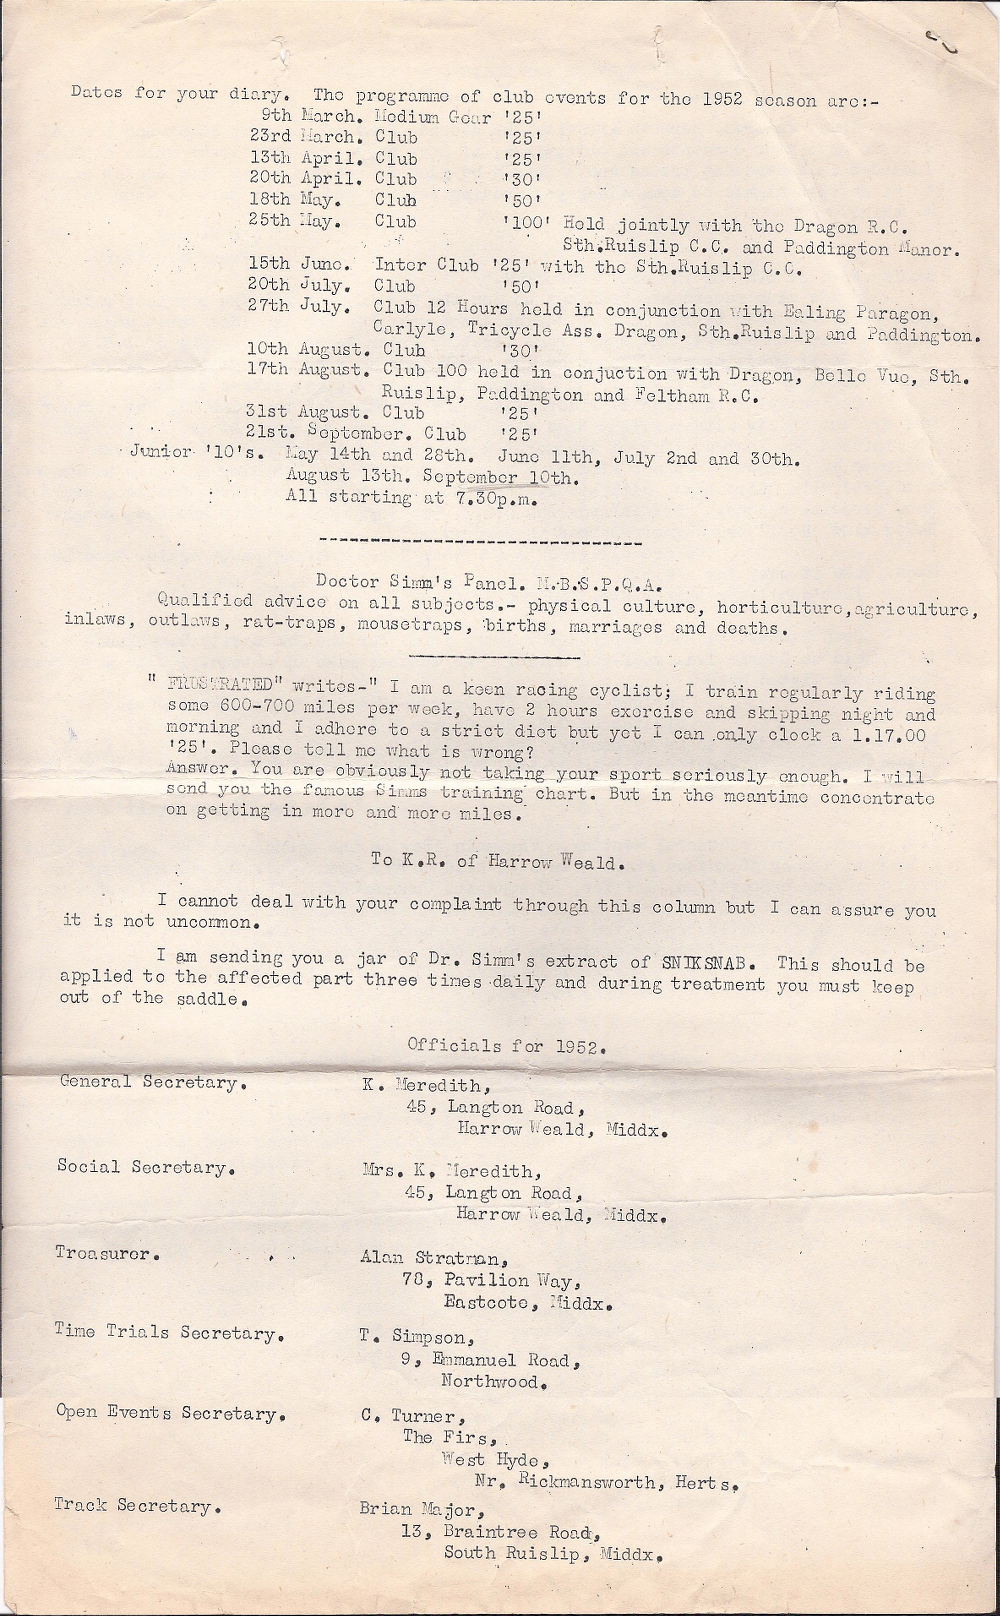 Dates for your diary. The programme of club events for the 1952 season are:-
9th March. Medium Gear '25'
23rd March. Club '25'
13th April. Club '25'
20th April. Club '30'
18th May. Club '50'
25th May. Club '100' Held jointly with the Dragon R.C.
Sth.Ruislip C.C. and Paddington Manor.
15th June. Inter Club '25' with the Sth.Ruislip C.C.
20th July. Club '50'
27th July. Club 12 Hours held in conjunction with Ealing Paragon,
Carlyle, Tricycle Ass. Dragon, Sth.Ruislip and Paddington.
10th August. Club '30'
17th August. Club 100 held in conjuction with Dragon, Belle Vue, Sth.
Ruislip, Paddington and Feltham R.C.
31st August. Club '25'
21st. September. Club '25'
Junior '10's. May 14th and 28th. June 11th, July 2nd and 30th.
August 13th. September 10th.
All starting at 7.30p.m.
Doctor Simm's Panel. M.B.S.P.Q.A.
Qualified advice on all subjects.- physical culture, horticulture,agriculture,
inlaws, outlaws, rat-traps, mousetraps, births, marriages and deaths.
" FRUSTRATED" writes-" I am a keen racing cyclist; I train regularly riding
some 600-700 miles per week, have 2 hours exercise and skipping night and
morning and I adhere to a strict diet but yet I can only clock a 1.17.00
'25'. Please tell me what is wrong?
Answer. You are obviously not taking your sport seriously enough. I will
send you the famous Simms training chart. But in the meantime concentrate
on getting in more and more miles.
To K.R. of Harrow Weald.
I cannot deal with your complaint through this column but I can assure you
it is not uncommon.
I am sending you a jar of Dr. Simm's extract of SNIKSNAB. This should be
applied to the affected part three times daily and during treatment you must keep
out of the saddle.
Officials for 1952.
General Secretary. K. Meredith,
45, Langton Road,
Harrow Weald, Middx.
Social Secretary. Mrs. K. Meredith,
45, Langton Road,
Harrow Weald, Middx.
Treasurer. Alan Stratman,
78, Pavilion Way,
Eastcote, Middx.
Time Trials Secretary. T. Simpson,
9, Emmanuel Road,
Northwood.
Open Events Secretary. C. Turner,
The Firs,
West Hyde,
Nr. Rickmansworth, Herts.
Track Secretary. Brian Major,
13, Braintree Road,
South Ruislip, Middx.